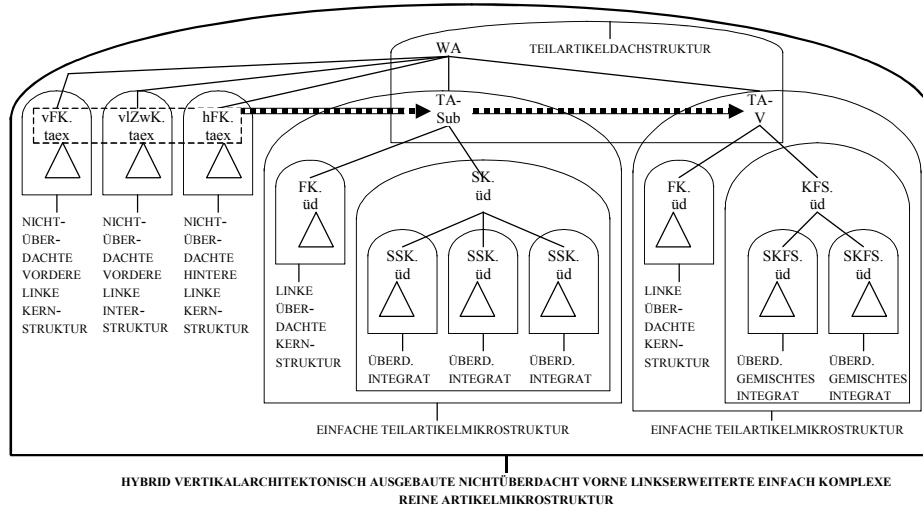 TEILARTIKELDACHSTRUKTUR
WA
vFK.
taex
vlZwK.
taex
hFK.
taex
TA-
Sub
TA-
V
FK.
üd
SK.
üd
FK.
üd
KFS.
üd
SSK.
üd
SSK.
üd
SSK.
üd
SKFS.
üd
SKFS.
üd
NICHT-
ÜBER-
DACHTE
VORDERE
LINKE
KERN-
STRUKTUR
NICHT-
ÜBER-
DACHTE
VORDERE
LINKE
INTER-
STRUKTUR
NICHT-
ÜBER-
DACHTE
HINTERE
LINKE
KERN-
STRUKTUR
LINKE
ÜBER-
DACHTE
KERN-
STRUKTUR
ÜBERD.
INTEGRAT
ÜBERD.
INTEGRAT
ÜBERD.
INTEGRAT
LINKE
ÜBER-
DACHTE
KERN-
STRUKTUR
ÜBERD.
GEMISCHTES
INTEGRAT
ÜBERD.
GEMISCHTES
INTEGRAT
EINFACHE TEILARTIKELMIKROSTRUKTUR
EINFACHE TEILARTIKELMIKROSTRUKTUR
HYBRID VERTIKALARCHITEKTONISCH AUSGEBAUTE NICHTÜBERDACHT VORNE LINKSERWEITERTE EINFACH KOMPLEXE
REINE ARTIKELMIKROSTRUKTUR